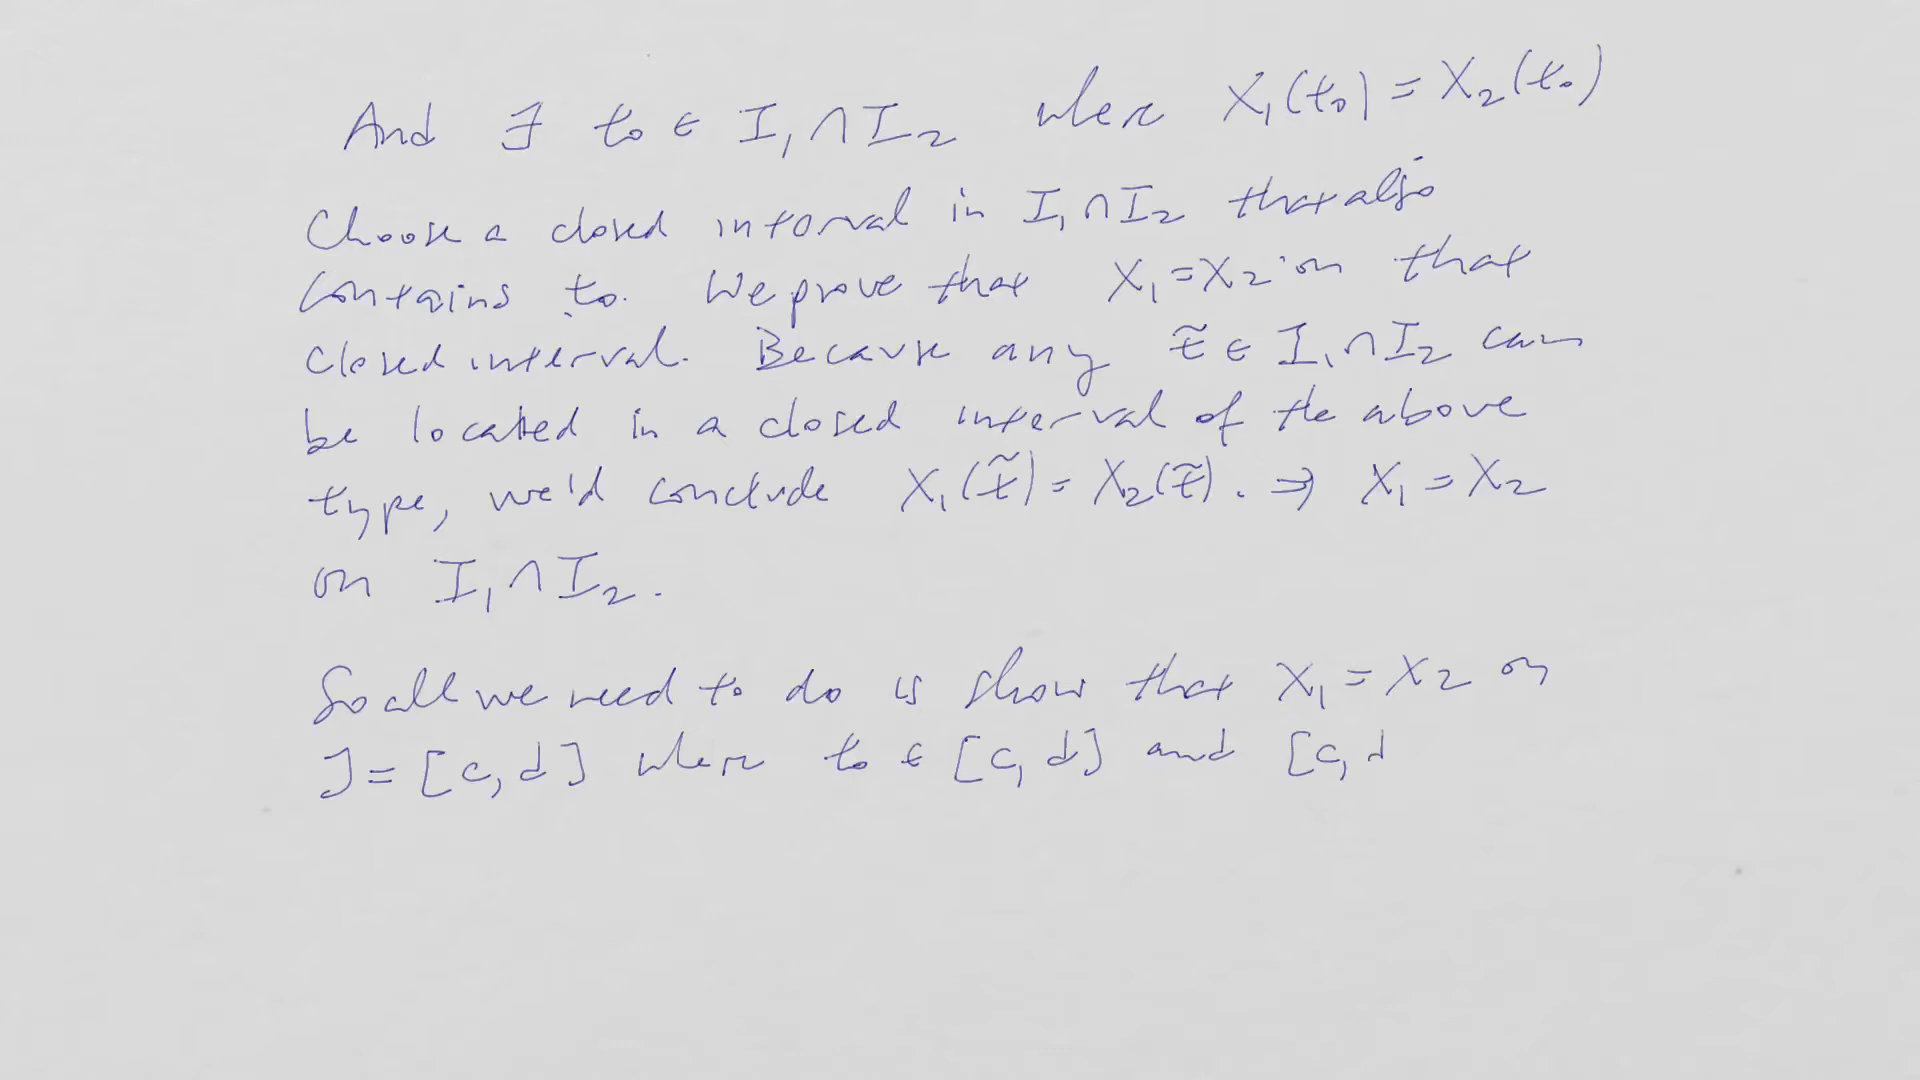 And ∃ t₀ ∈ I₁ ∩ I₂ where X₁(t₀) = X₂(t₀)
Choose a closed interval in I₁ ∩ I₂ that also
contains t₀. We prove that X₁ = X₂ on that
closed interval. Because any t̃ ∈ I₁ ∩ I₂ can
be located in a closed interval of the above
type, we'd conclude X₁(t̃) = X₂(t̃). ⇒ X₁ = X₂
on I₁ ∩ I₂.
So all we need to do is show that X₁ = X₂ on
J = [c, d] where t₀ ∈ [c, d] and [c, d